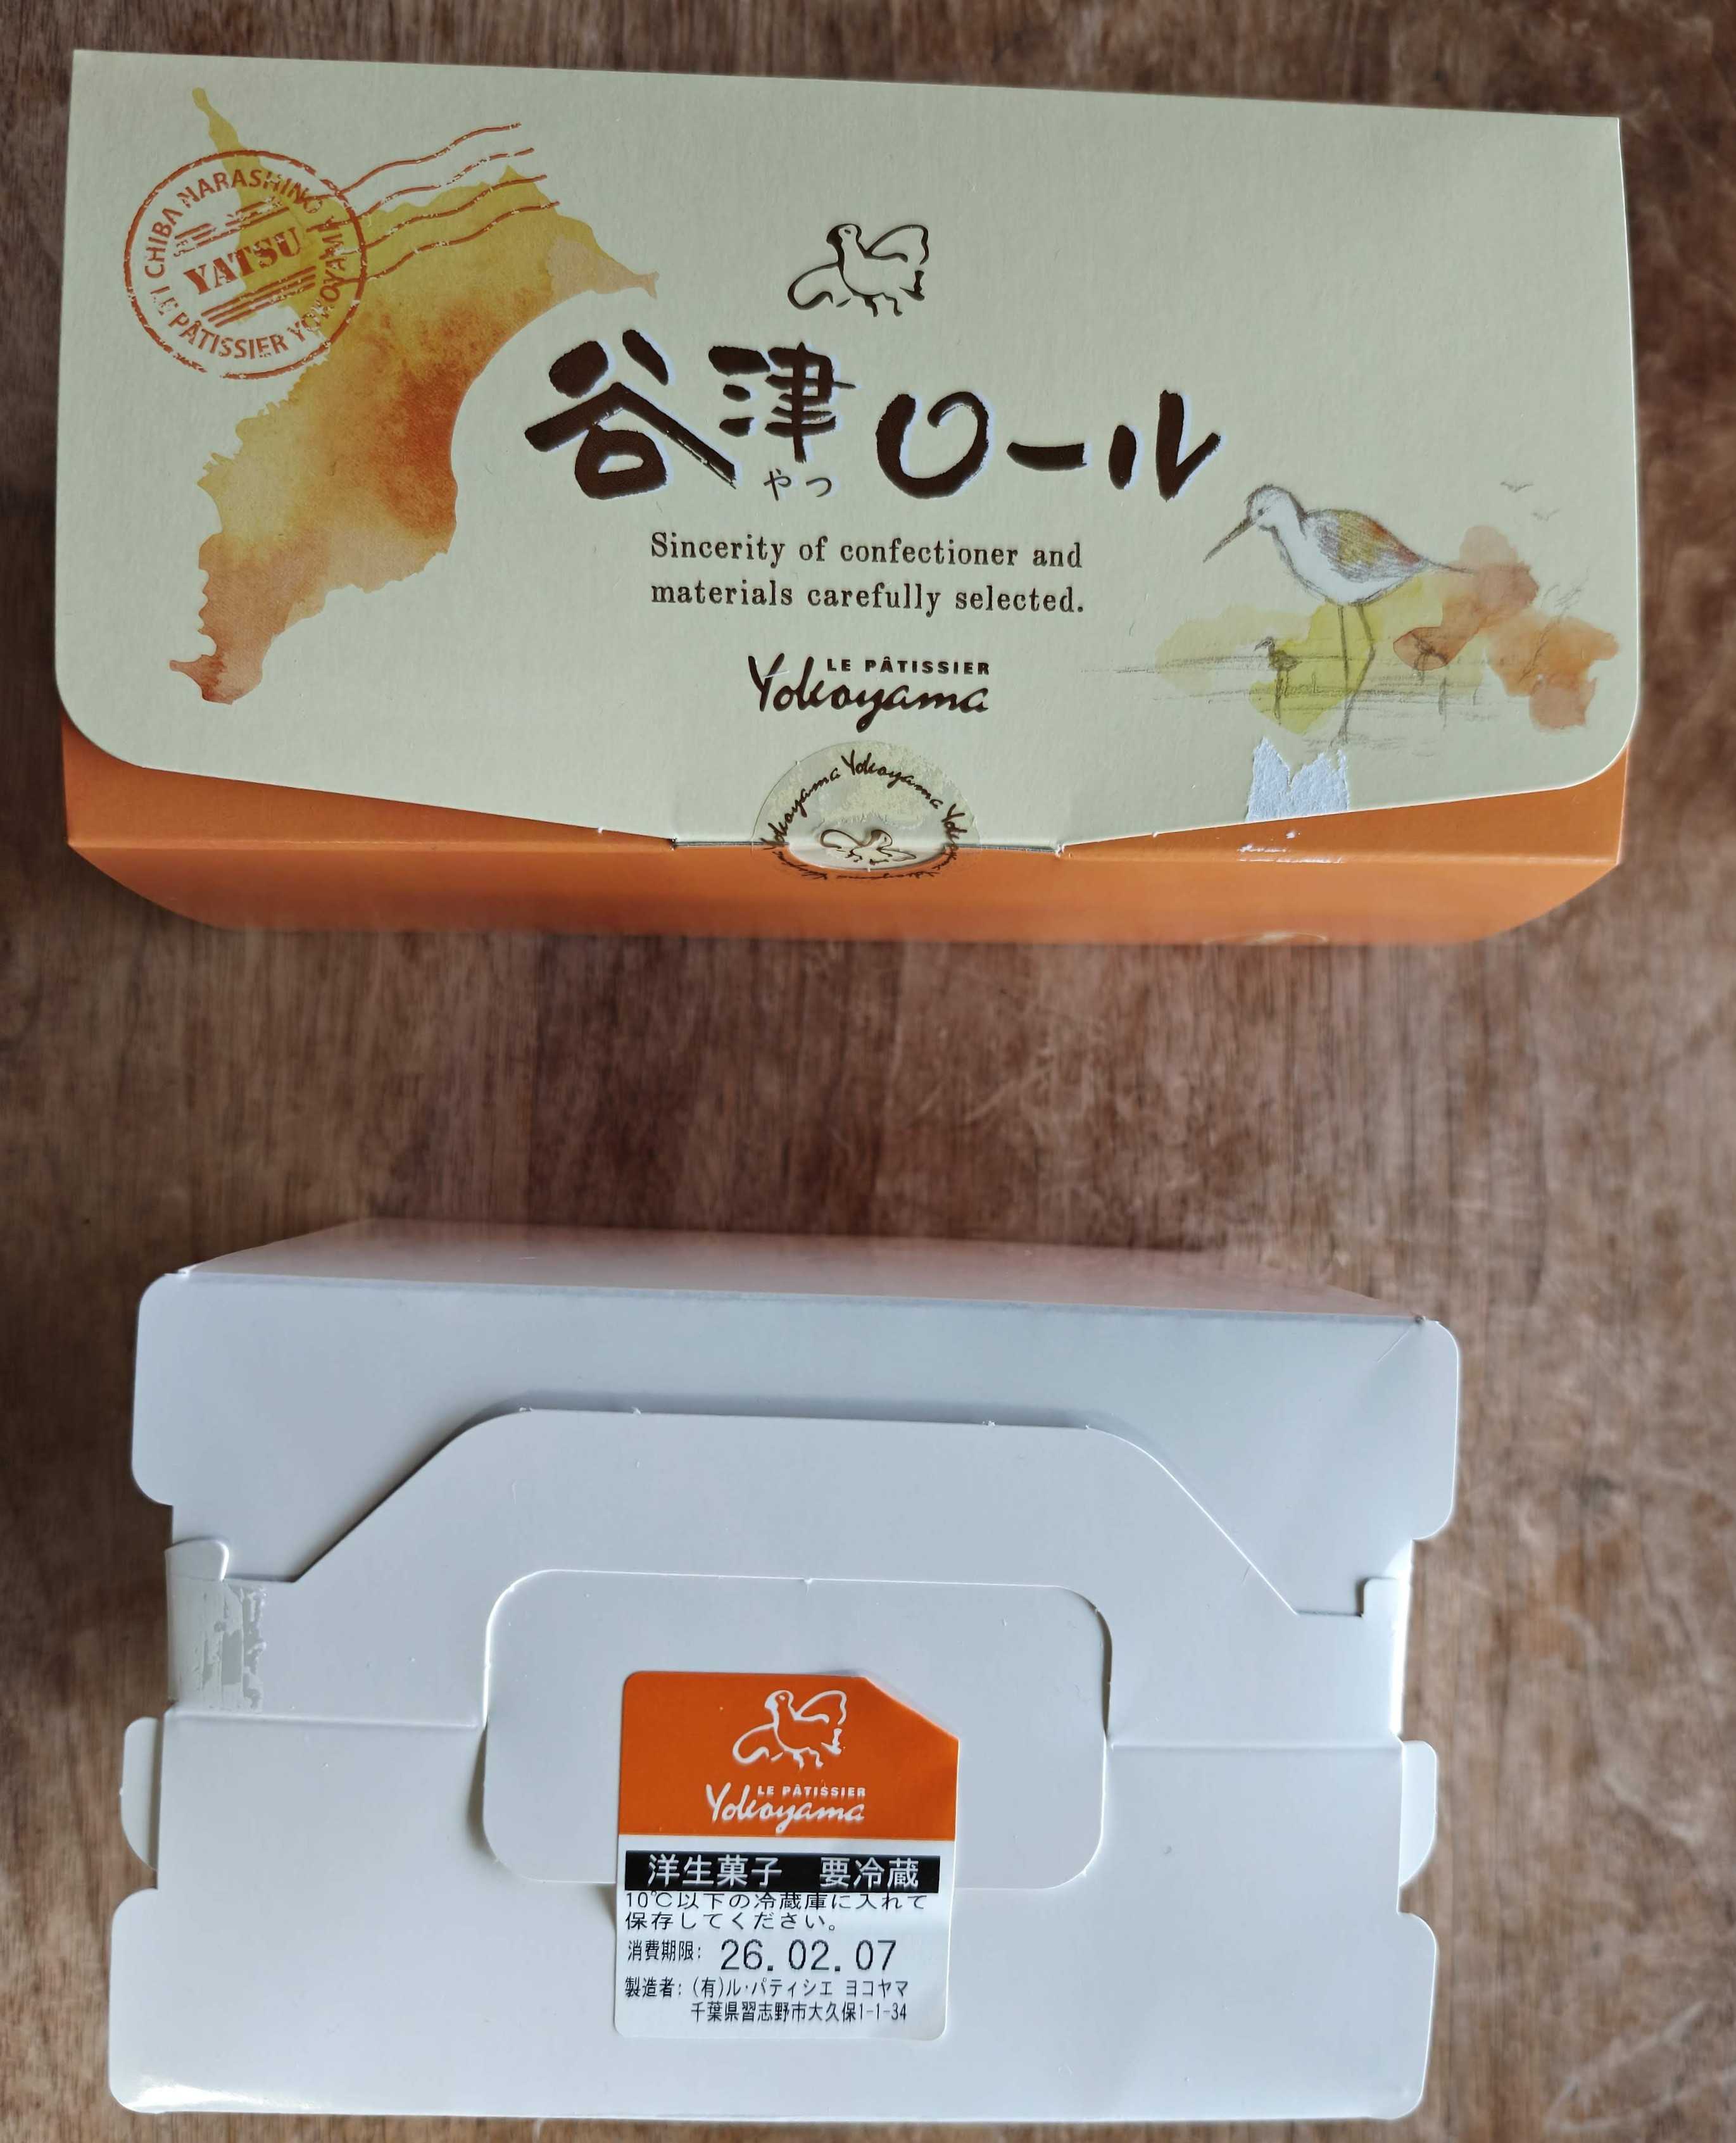 CHIBA NARASHINO
YATSU
LE PÂTISSIER YOKOYAMA
谷津ロール
やつ
Sincerity of confectioner and
materials carefully selected.
LE PÂTISSIER
Yokoyama
Yokoyama Yokoyama
LE PÂTISSIER
Yokoyama
洋生菓子 要冷蔵
10℃以下の冷蔵庫に入れて
保存してください。
消費期限: 26.02.07
製造者: (有)ル・パティシエ ヨコヤマ
千葉県習志野市大久保1-1-34